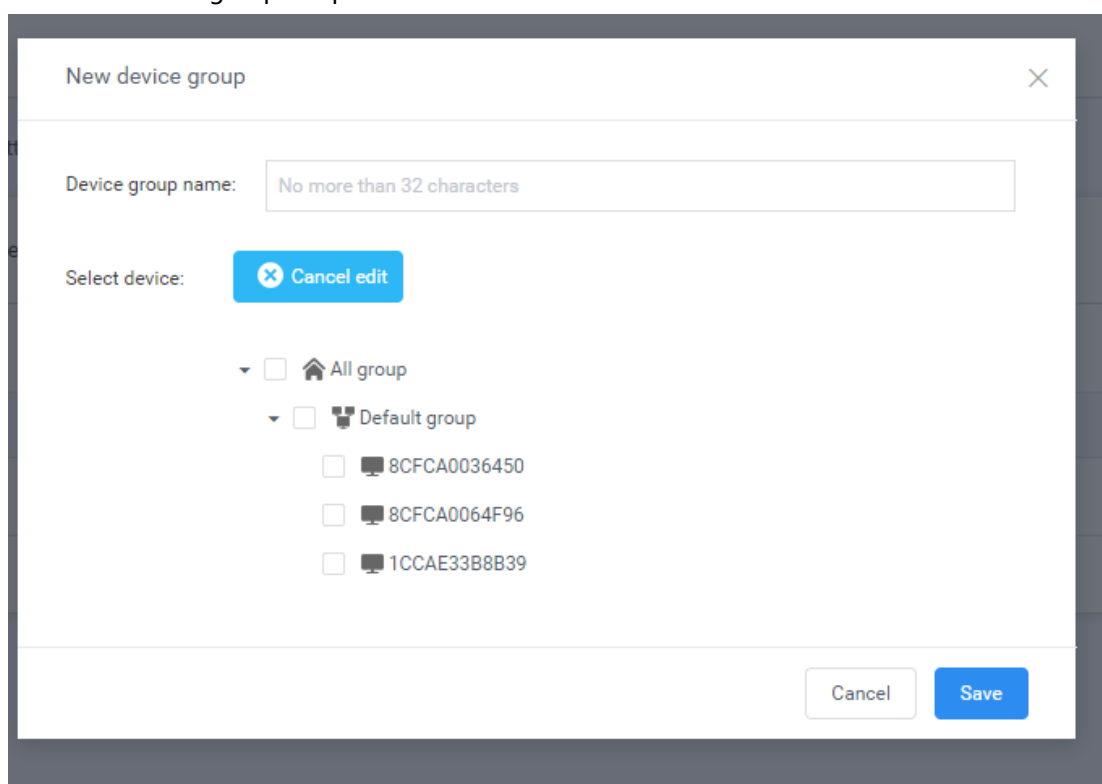 New device group
Device group name: No more than 32 characters
Select device: Cancel edit
All group
Default group
8CFCA0036450
8CFCA0064F96
1CCAE33B8B39
Cancel Save